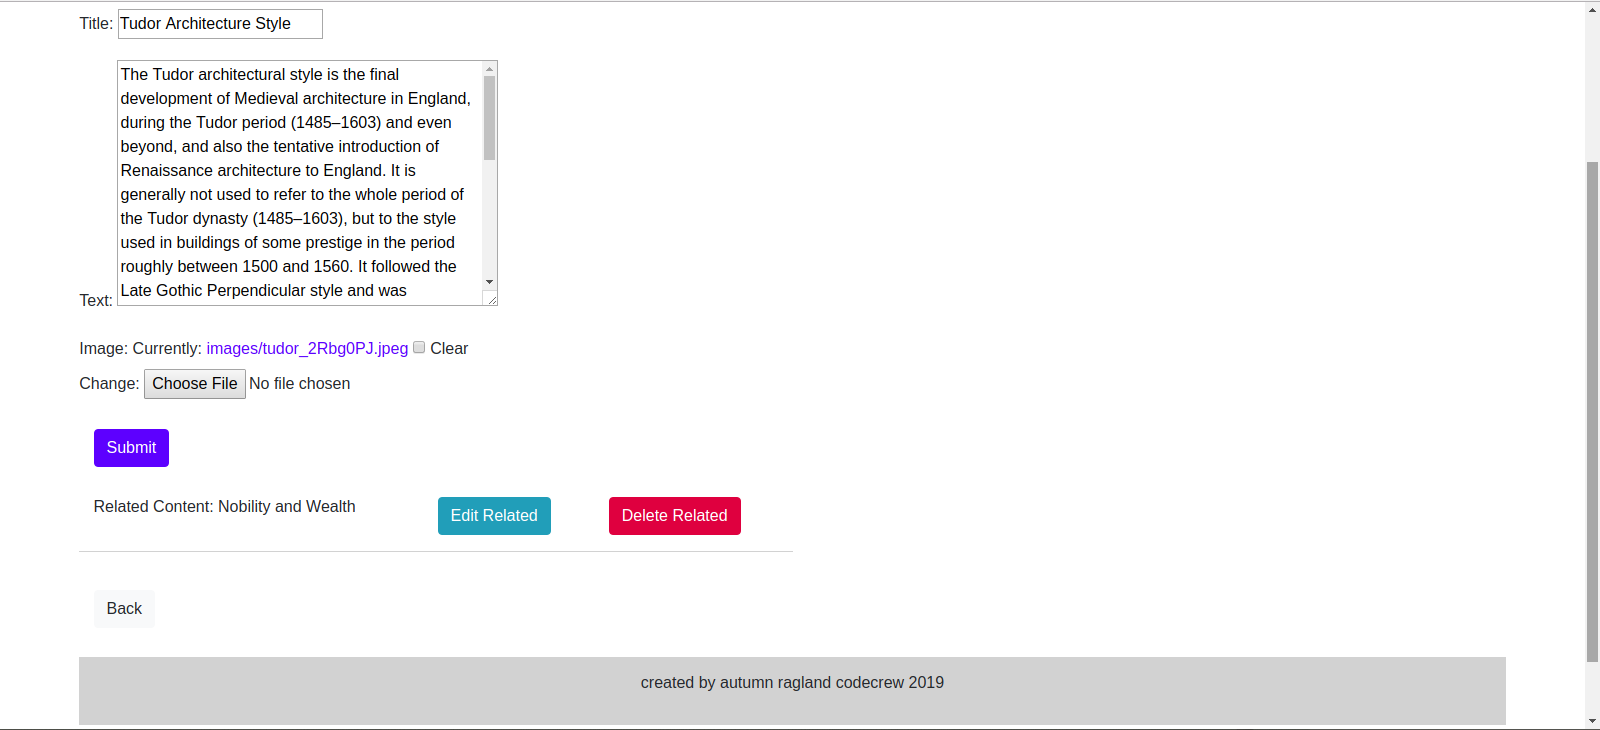 Title: Tudor Architecture Style
The Tudor architectural style is the final
development of Medieval architecture in England,
during the Tudor period (1485–1603) and even
beyond, and also the tentative introduction of
Renaissance architecture to England. It is
generally not used to refer to the whole period of
the Tudor dynasty (1485–1603), but to the style
used in buildings of some prestige in the period
roughly between 1500 and 1560. It followed the
Late Gothic Perpendicular style and was
Text:
Image: Currently: images/tudor_2Rbg0PJ.jpeg Clear
Change: Choose File No file chosen
Submit
Related Content: Nobility and Wealth Edit Related Delete Related
Back
created by autumn ragland codecrew 2019